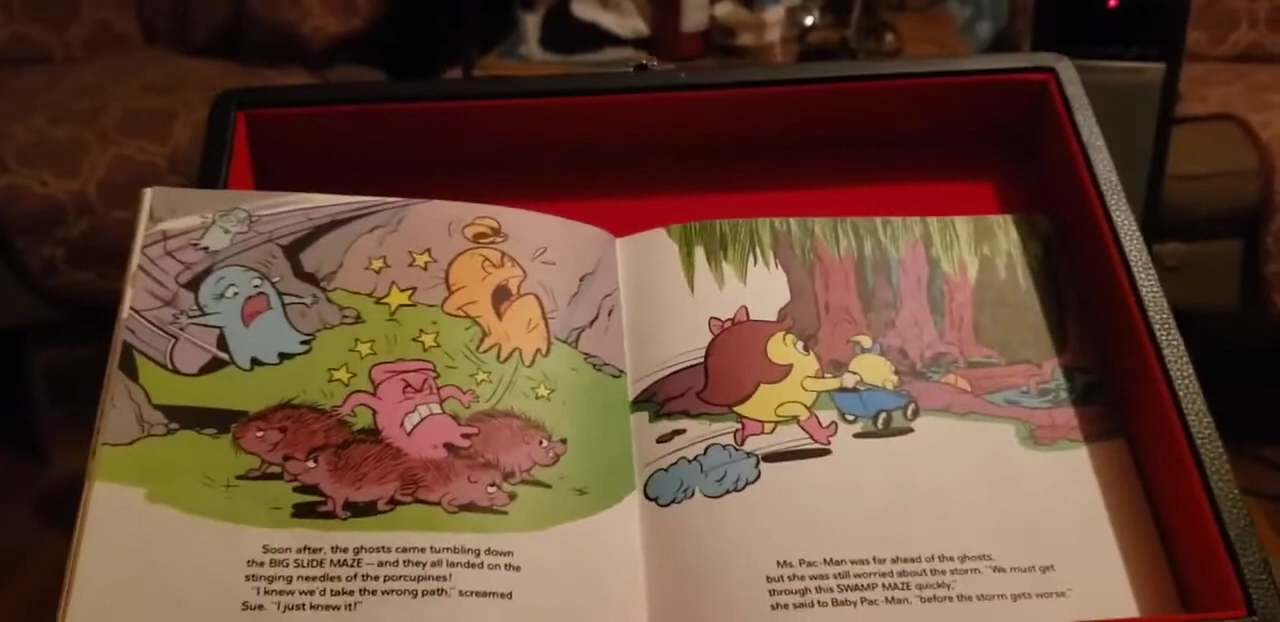 Soon after, the ghosts came tumbling down
the BIG SLIDE MAZE — and they all landed on the
stinging needles of the porcupines!
"I knew we'd take the wrong path," screamed
Sue. "I just knew it!"
Ms. Pac-Man was far ahead of the ghosts,
but she was still worried about the storm. "We must get
through this SWAMP MAZE quickly,"
she said to Baby Pac-Man, "before the storm gets worse."